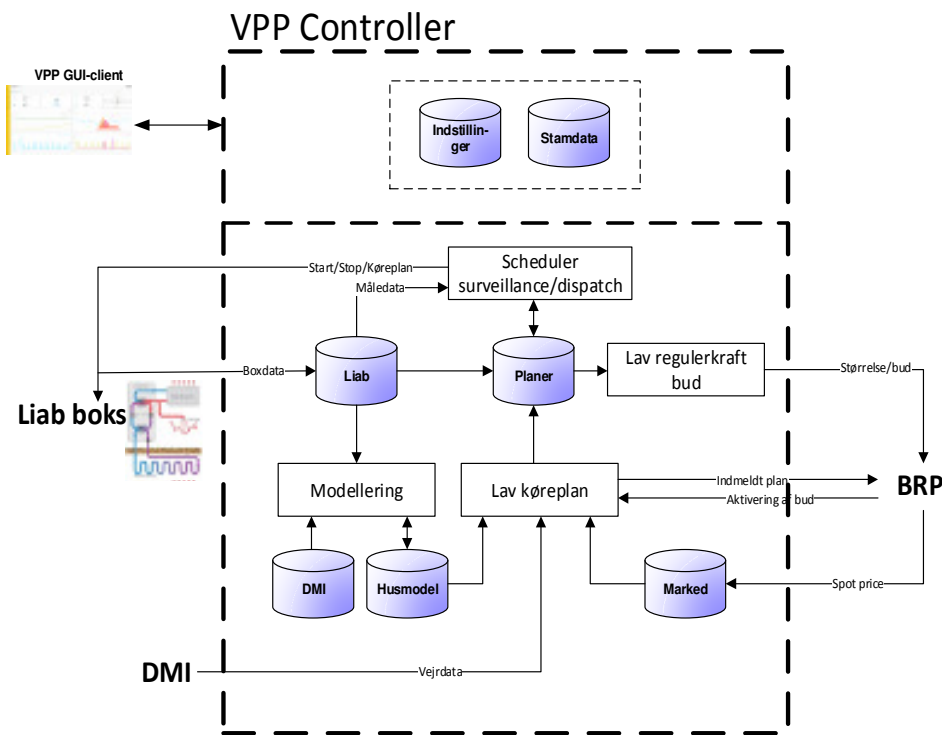 VPP Controller
VPP GUI-client
Indstillin-
ger
Stamdata
Scheduler
surveillance/dispatch
Start/Stop/Køreplan
Måledata
Lav regulerkraft
bud
Liab
Planer
Boxdata
Størrelse/bud
Liab boks
Modellering
Lav køreplan
Indmeldt plan
Aktivering af bud
BRP
DMI
Husmodel
Marked
Spot price
DMI
Vejrdata